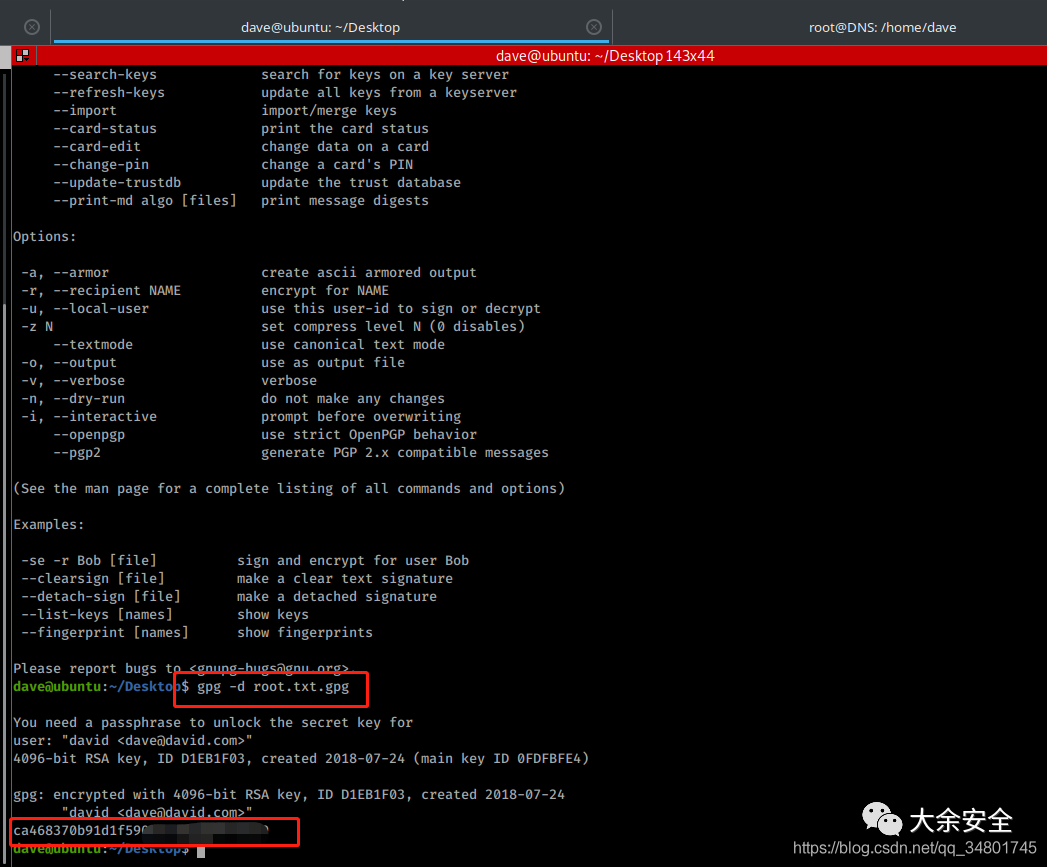 dave@ubuntu: ~/Desktop
root@DNS: /home/dave
dave@ubuntu: ~/Desktop 143x44
--search-keys search for keys on a key server
--refresh-keys update all keys from a keyserver
--import import/merge keys
--card-status print the card status
--card-edit change data on a card
--change-pin change a card's PIN
--update-trustdb update the trust database
--print-md algo [files] print message digests
Options:
-a, --armor create ascii armored output
-r, --recipient NAME encrypt for NAME
-u, --local-user use this user-id to sign or decrypt
-z N set compress level N (0 disables)
--textmode use canonical text mode
-o, --output use as output file
-v, --verbose verbose
-n, --dry-run do not make any changes
-i, --interactive prompt before overwriting
--openpgp use strict OpenPGP behavior
--pgp2 generate PGP 2.x compatible messages
(See the man page for a complete listing of all commands and options)
Examples:
-se -r Bob [file] sign and encrypt for user Bob
--clearsign [file] make a clear text signature
--detach-sign [file] make a detached signature
--list-keys [names] show keys
--fingerprint [names] show fingerprints
Please report bugs to <gnupg-bugs@gnu.org>.
dave@ubuntu:~/Desktop$ gpg -d root.txt.gpg
You need a passphrase to unlock the secret key for
user: "david <dave@david.com>"
4096-bit RSA key, ID D1EB1F03, created 2018-07-24 (main key ID 0FDFBFE4)
gpg: encrypted with 4096-bit RSA key, ID D1EB1F03, created 2018-07-24
"david <dave@david.com>"
ca468370b91d1f590
dave@ubuntu:~/Desktop$
大余安全
https://blog.csdn.net/qq_34801745